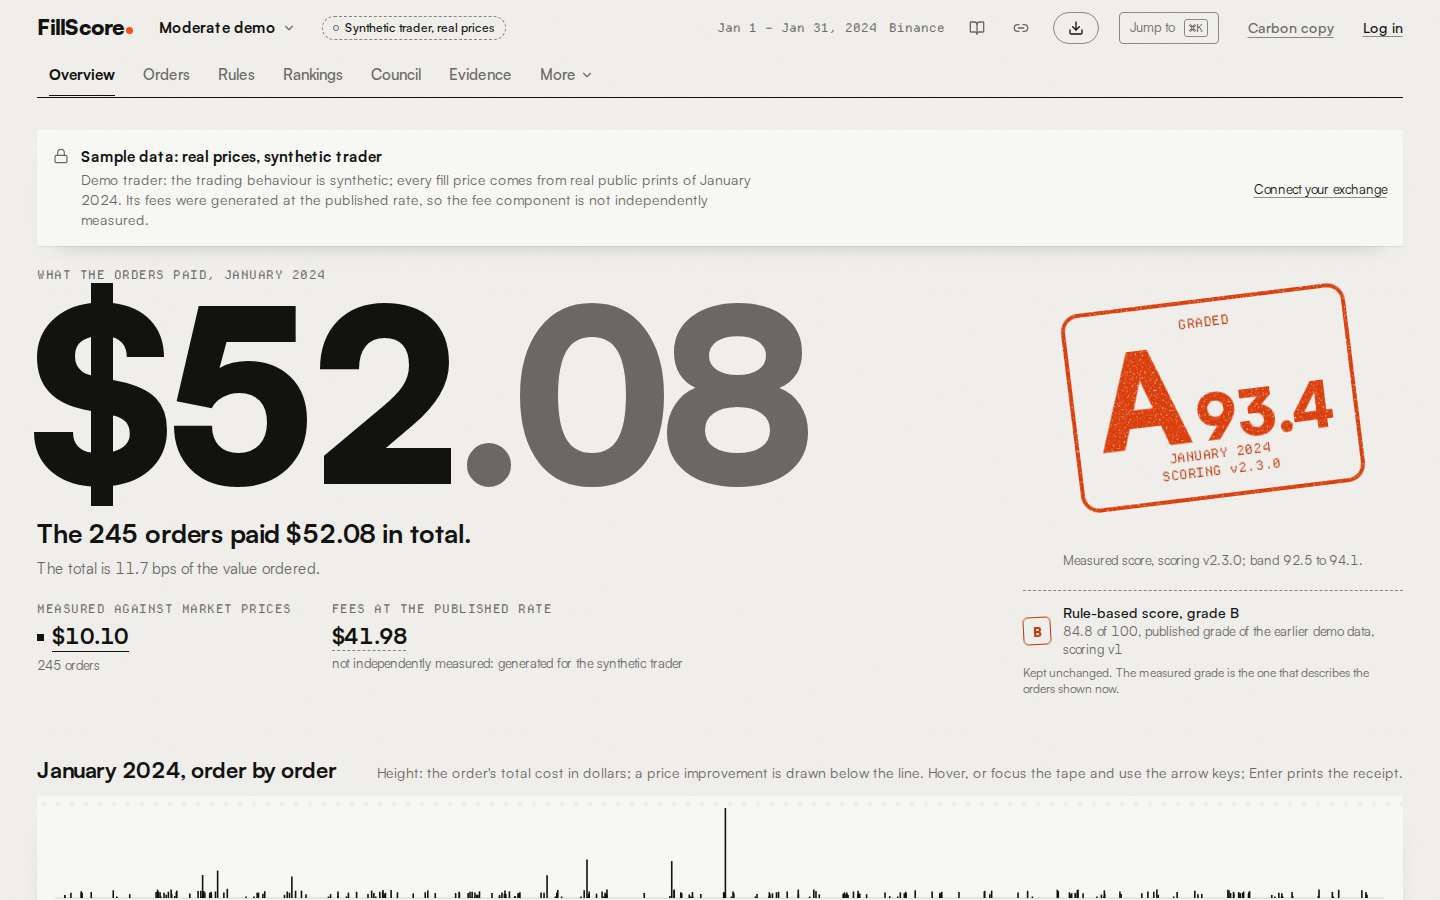 FillScore.
Moderate demo
Synthetic trader, real prices
Jan 1 – Jan 31, 2024 Binance
Jump to ⌘K
Carbon copy
Log in
Overview Orders Rules Rankings Council Evidence More
Sample data: real prices, synthetic trader
Demo trader: the trading behaviour is synthetic; every fill price comes from real public prints of January
2024. Its fees were generated at the published rate, so the fee component is not independently
measured.
Connect your exchange
WHAT THE ORDERS PAID, JANUARY 2024
$52.08
GRADED
A 93.4
JANUARY 2024
SCORING v2.3.0
The 245 orders paid $52.08 in total.
The total is 11.7 bps of the value ordered.
Measured score, scoring v2.3.0; band 92.5 to 94.1.
MEASURED AGAINST MARKET PRICES
$10.10
245 orders
FEES AT THE PUBLISHED RATE
$41.98
not independently measured: generated for the synthetic trader
B
Rule-based score, grade B
84.8 of 100, published grade of the earlier demo data,
scoring v1
Kept unchanged. The measured grade is the one that describes the
orders shown now.
January 2024, order by order
Height: the order's total cost in dollars; a price improvement is drawn below the line. Hover, or focus the tape and use the arrow keys; Enter prints the receipt.